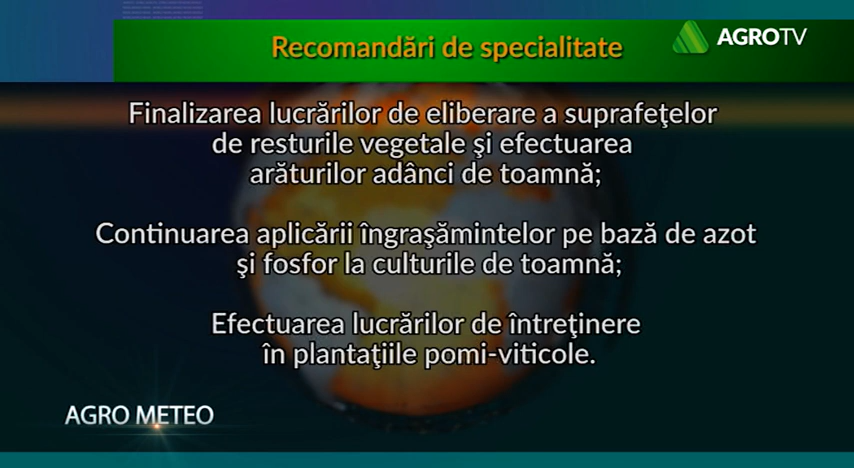 Recomandări de specialitate
AGROTV
Finalizarea lucrărilor de eliberare a suprafeţelor
de resturile vegetale şi efectuarea
arăturilor adânci de toamnă;
Continuarea aplicării îngraşămintelor pe bază de azot
şi fosfor la culturile de toamnă;
Efectuarea lucrărilor de întreţinere
în plantaţiile pomi-viticole.
AGRO METEO